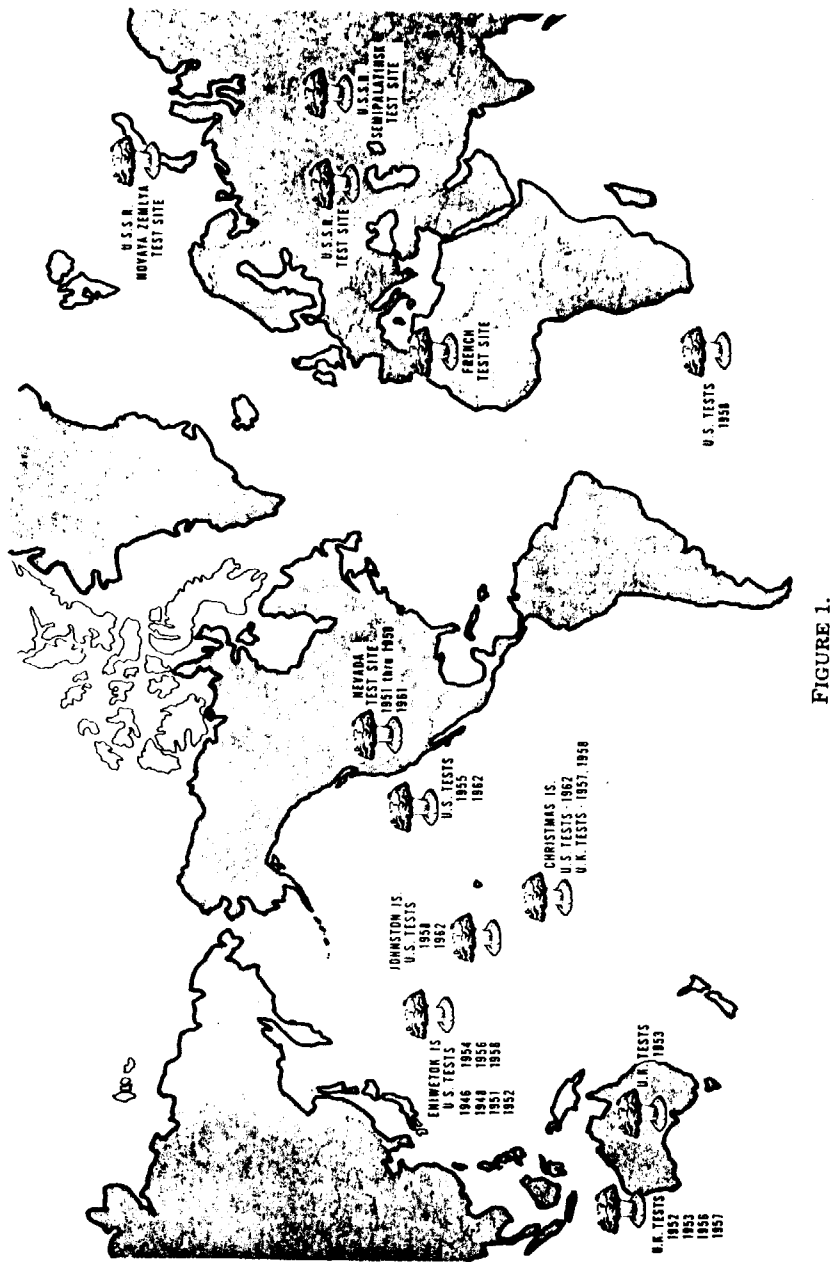 U.S.S.R.
NOVAYA ZEMLYA
TEST SITE
U.S.S.R.
SEMIPALATINSK
TEST SITE
U.S.S.R.
TEST SITE
FRENCH
TEST SITE
U.S. TESTS
1958
NEVADA
TEST SITE
1951 thru 1958
1961
U.S. TESTS
1955
1962
JOHNSTON IS.
U.S. TESTS
1958
1962
CHRISTMAS IS.
U.S. TESTS - 1962
U.K. TESTS - 1957, 1958
ENIWETOK IS
U.S. TESTS
1946 1954
1948 1956
1951 1958
1952
U.K. TESTS
1953
U.K. TESTS
1952
1953
1956
1957
FIGURE 1.